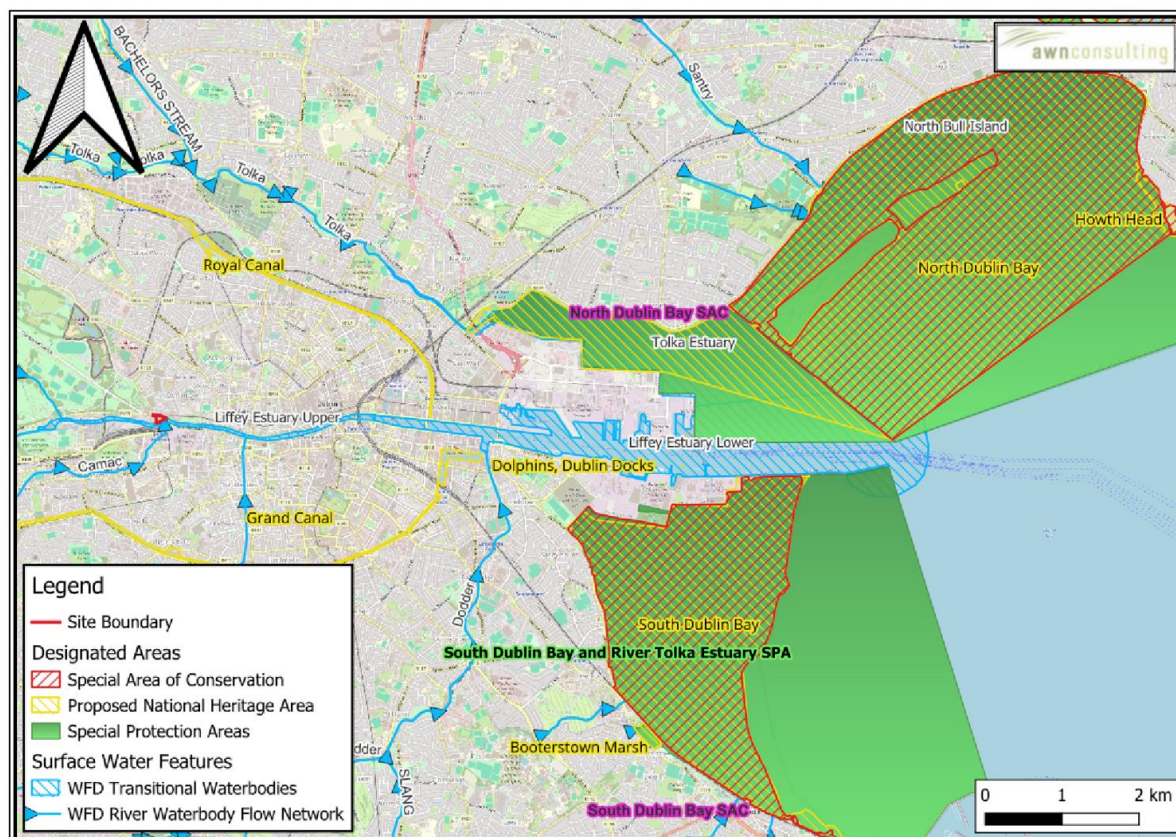 awnconsulting
BACHELORS STREAM
Santry
North Bull Island
Tolka
Tolka
Tolka
Tolka
Howth Head
Royal Canal
North Dublin Bay
North Dublin Bay SAC
Tolka Estuary
Liffey Estuary Upper
Liffey Estuary Lower
Camac
Dolphins, Dublin Docks
Grand Canal
Dodder
South Dublin Bay
South Dublin Bay and River Tolka Estuary SPA
Booterstown Marsh
dder
SLANG
South Dublin Bay SAC
Legend
Site Boundary
Designated Areas
Special Area of Conservation
Proposed National Heritage Area
Special Protection Areas
Surface Water Features
WFD Transitional Waterbodies
WFD River Waterbody Flow Network
0 1 2 km